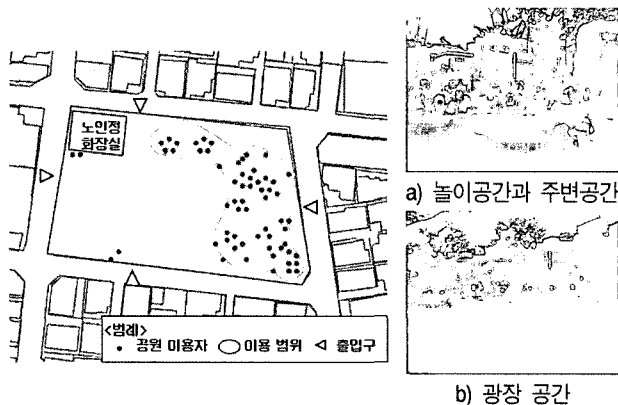 노인정
화장실
<범례>
공원 이용자 이용 범위 출입구
a) 놀이공간과 주변공간
b) 광장 공간